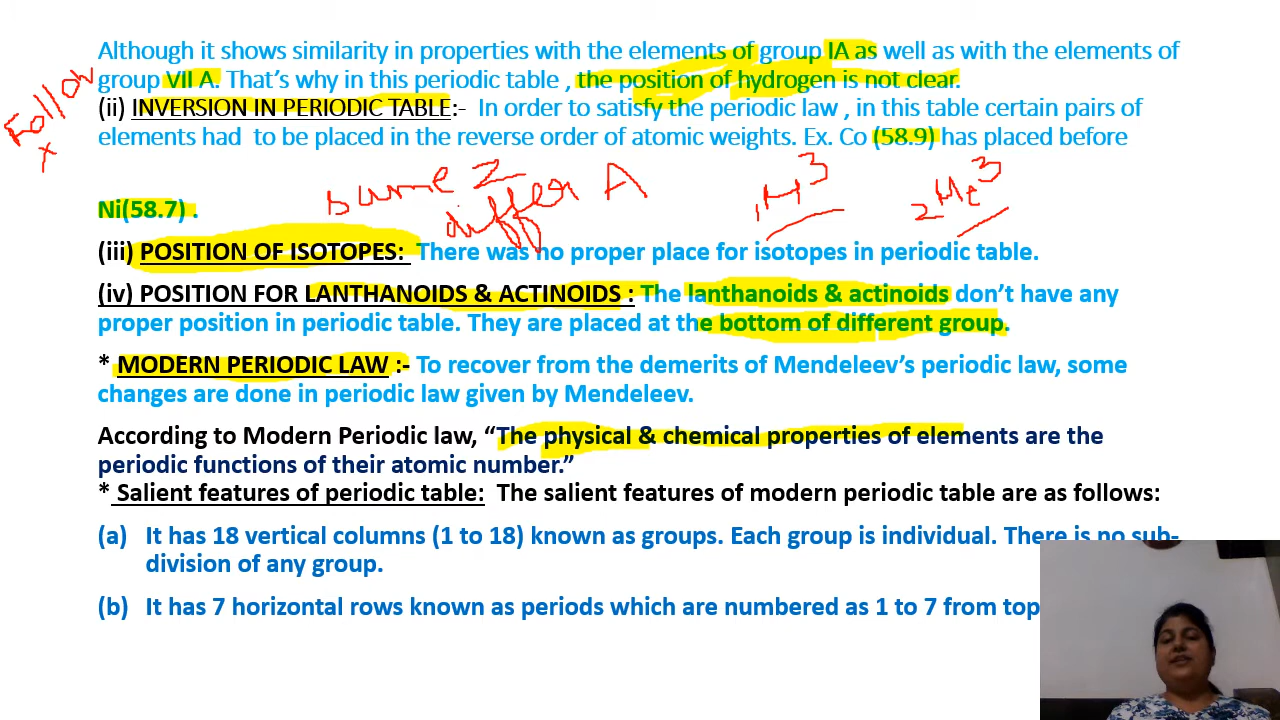 Although it shows similarity in properties with the elements of group IA as well as with the elements of
group VII A. That's why in this periodic table , the position of hydrogen is not clear.
Follow
x
(ii) INVERSION IN PERIODIC TABLE:- In order to satisfy the periodic law , in this table certain pairs of
elements had to be placed in the reverse order of atomic weights. Ex. Co (58.9) has placed before
same Z
differ A
1H3
Ni(58.7) .
(iii) POSITION OF ISOTOPES: There was no proper place for isotopes in periodic table.
(iv) POSITION FOR LANTHANOIDS & ACTINOIDS : The lanthanoids & actinoids don't have any
proper position in periodic table. They are placed at the bottom of different group.
* MODERN PERIODIC LAW :- To recover from the demerits of Mendeleev's periodic law, some
changes are done in periodic law given by Mendeleev.
According to Modern Periodic law, “The physical & chemical properties of elements are the
periodic functions of their atomic number.”
* Salient features of periodic table: The salient features of modern periodic table are as follows:
(a) It has 18 vertical columns (1 to 18) known as groups. Each group is individual. There is no sub-
division of any group.
(b) It has 7 horizontal rows known as periods which are numbered as 1 to 7 from top